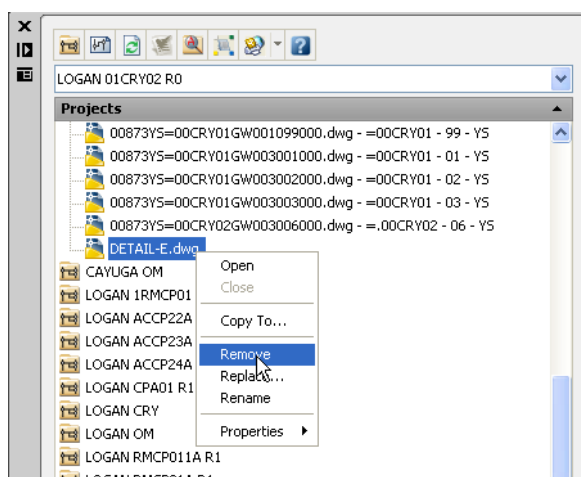 LOGAN 01CRY02 R0
Projects
00873YS=00CRY01GW001099000.dwg - =00CRY01 - 99 - YS
00873YS=00CRY01GW003001000.dwg - =00CRY01 - 01 - YS
00873YS=00CRY01GW003002000.dwg - =00CRY01 - 02 - YS
00873YS=00CRY01GW003003000.dwg - =00CRY01 - 03 - YS
00873YS=00CRY02GW003006000.dwg - =.00CRY02 - 06 - YS
DETAIL-E.dwg
CAYUGA OM
LOGAN 1RMCP01
LOGAN ACCP22A
LOGAN ACCP23A
LOGAN ACCP24A
LOGAN CPA01 R1
LOGAN CRY
LOGAN OM
LOGAN RMCP011A R1
Open
Close
Copy To...
Remove
Replace...
Rename
Properties